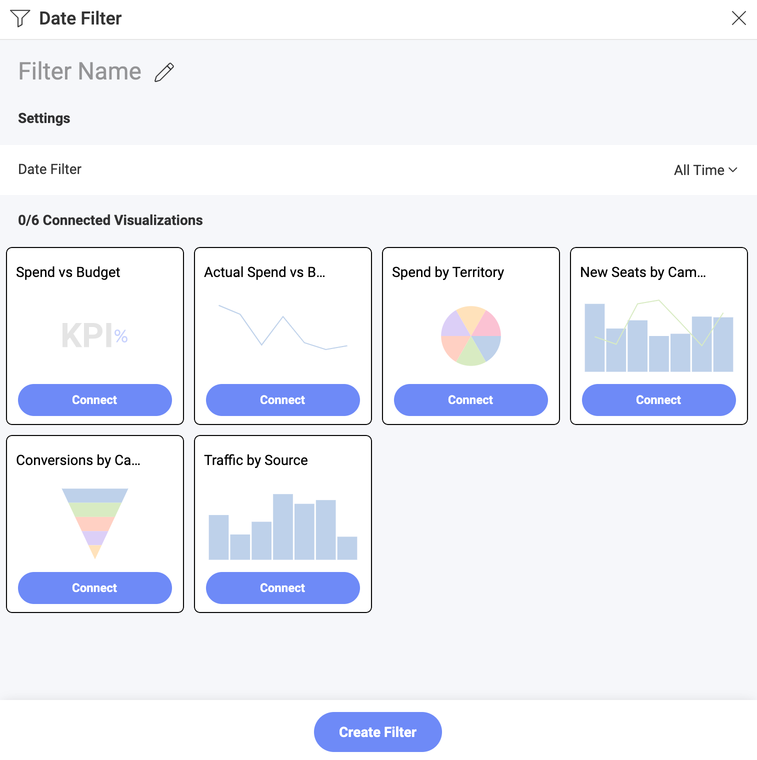 Date Filter
Filter Name
Settings
Date Filter
All Time
0/6 Connected Visualizations
Spend vs Budget
KPI%
Connect
Actual Spend vs B...
Connect
Spend by Territory
Connect
New Seats by Cam...
Connect
Conversions by Ca...
Connect
Traffic by Source
Connect
Create Filter